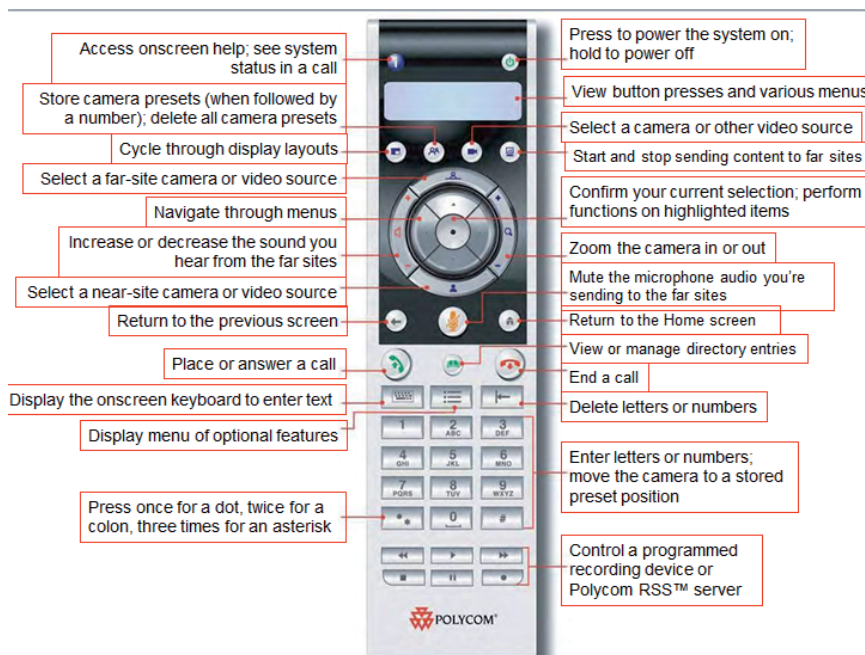 Access onscreen help; see system
status in a call
Press to power the system on;
hold to power off
Store camera presets (when followed by
a number); delete all camera presets
View button presses and various menus
Cycle through display layouts
Select a camera or other video source
Select a far-site camera or video source
Start and stop sending content to far sites
Navigate through menus
Confirm your current selection; perform
functions on highlighted items
Increase or decrease the sound you
hear from the far sites
Zoom the camera in or out
Select a near-site camera or video source
Mute the microphone audio you're
sending to the far sites
Return to the previous screen
Return to the Home screen
Place or answer a call
View or manage directory entries
End a call
Display the onscreen keyboard to enter text
Delete letters or numbers
Display menu of optional features
1
2 ABC
3 DEF
4 GHI
5 JKL
6 MNO
7 PQRS
8 TUV
9 WXYZ
Enter letters or numbers;
move the camera to a stored
preset position
Press once for a dot, twice for a
colon, three times for an asterisk
. *
0
#
Control a programmed
recording device or
Polycom RSS™ server
POLYCOM®